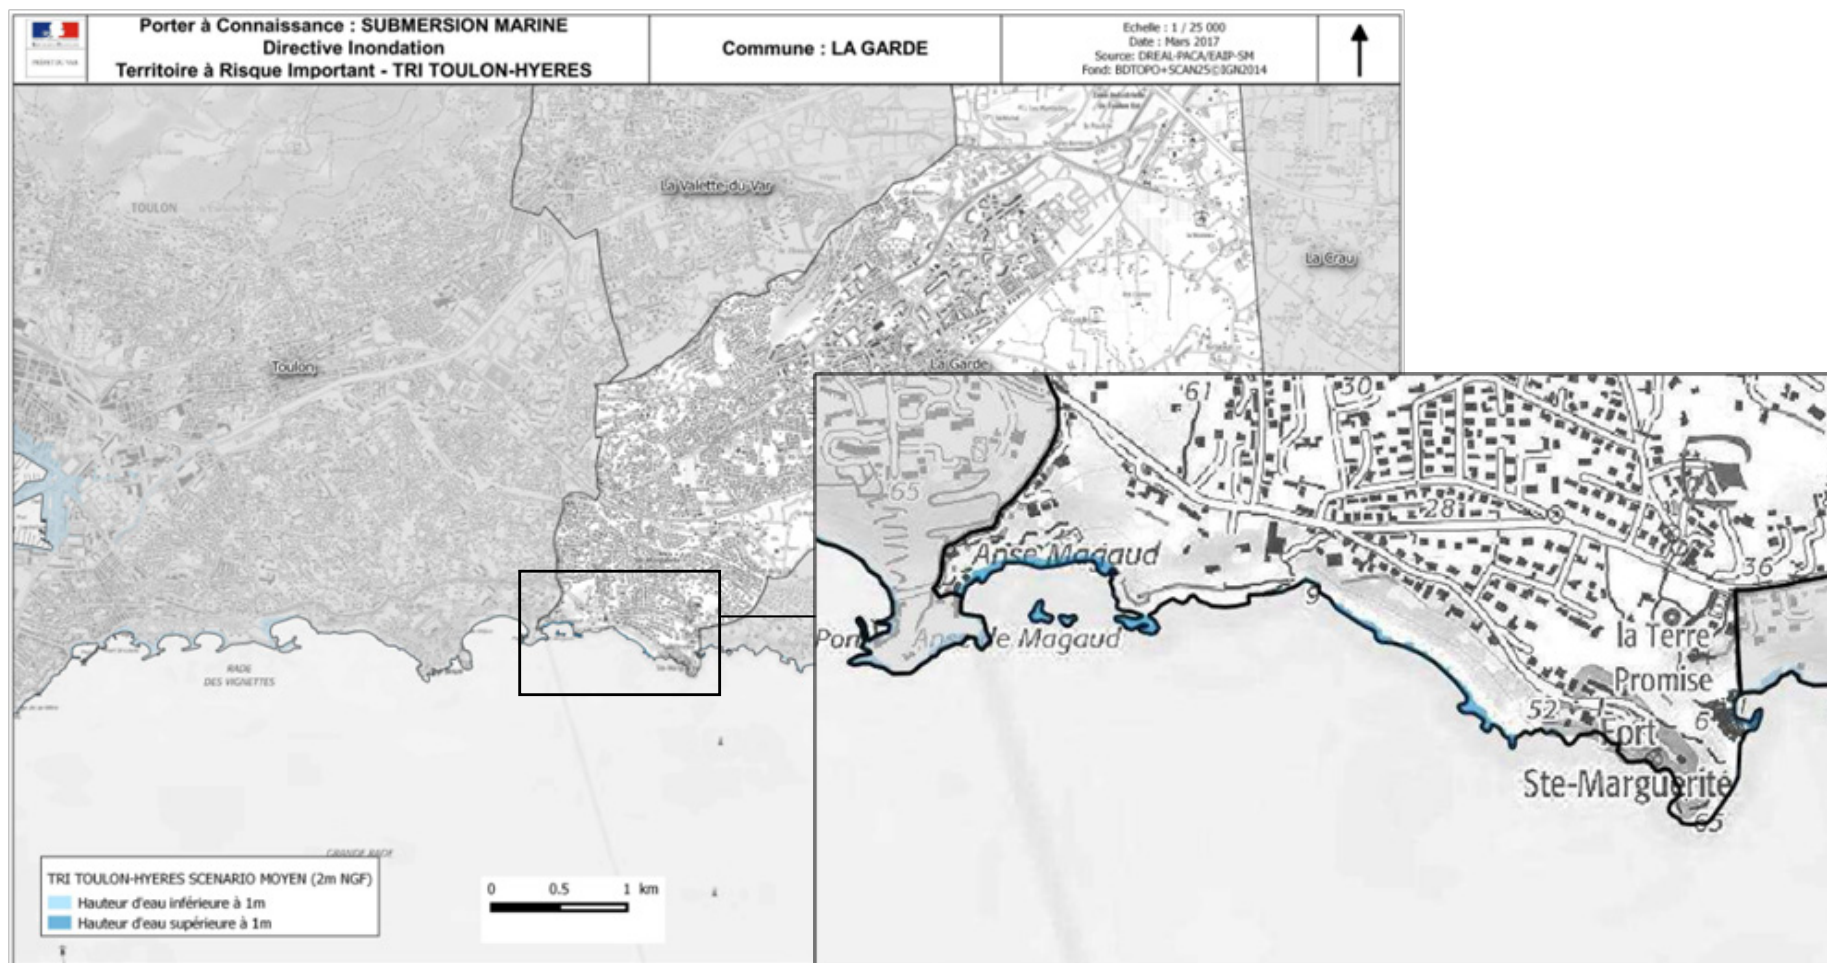 Porter à Connaissance : SUBMERSION MARINE
Directive Inondation
Territoire à Risque Important - TRI TOULON-HYERES
Commune : LA GARDE
Echelle : 1 / 25 000
Date : Mars 2017
Source: DREAL-PACA/EAIP-SM
Fond: BDTOPO+SCAN25©IGN2014
La Valette-du-Var
TOULON
La Crau
Toulon
La Garde
61
30
65
28
Anse Magaud
36
9
Anse de Magaud
la Terre
Promise
52
6
Fort
Ste-Marguerite
65
RADE
DES VIGNETTES
GRANDE RADE
TRI TOULON-HYERES SCENARIO MOYEN (2m NGF)
Hauteur d'eau inférieure à 1m
Hauteur d'eau supérieure à 1m
0 0.5 1 km